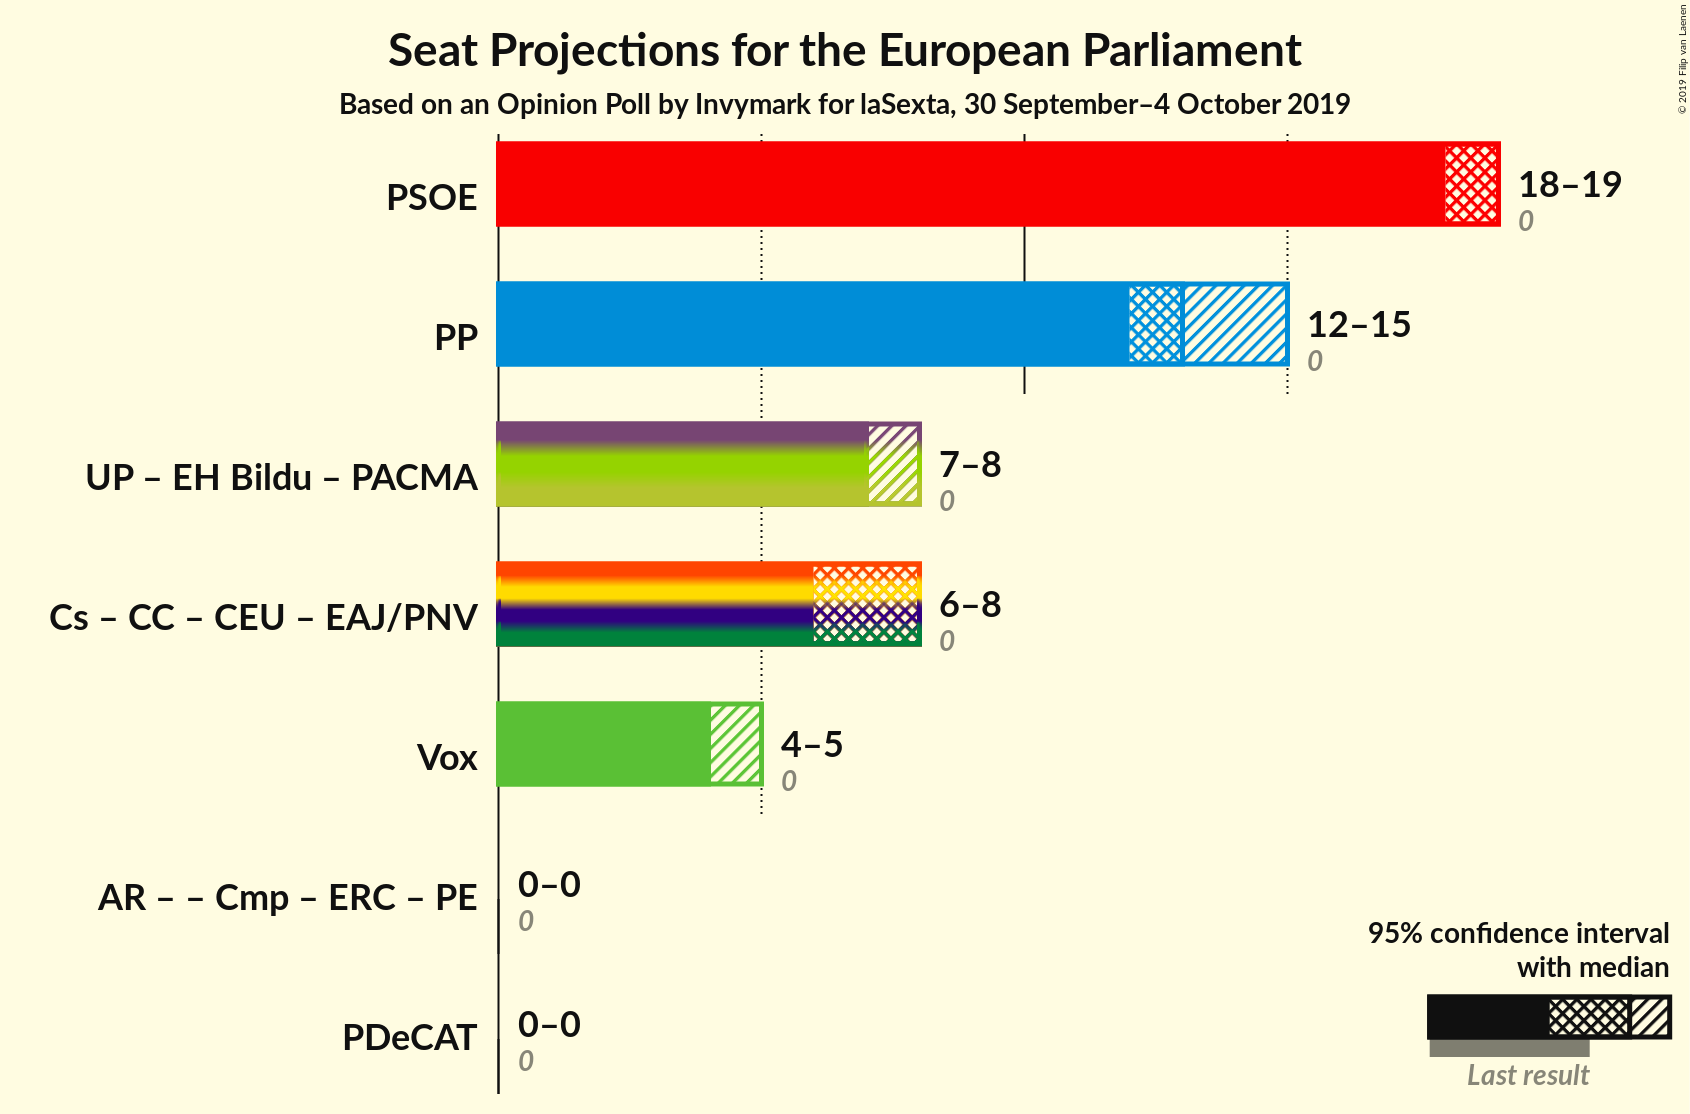 Seat Projections for the European Parliament
Based on an Opinion Poll by Invymark for laSexta, 30 September–4 October 2019
© 2019 Filip van Laenen
PSOE
18–19
0
PP
12–15
0
UP – EH Bildu – PACMA
7–8
0
Cs – CC – CEU – EAJ/PNV
6–8
0
Vox
4–5
0
AR – – Cmp – ERC – PE
0–0
0
PDeCAT
0–0
0
95% confidence interval
with median
Last result